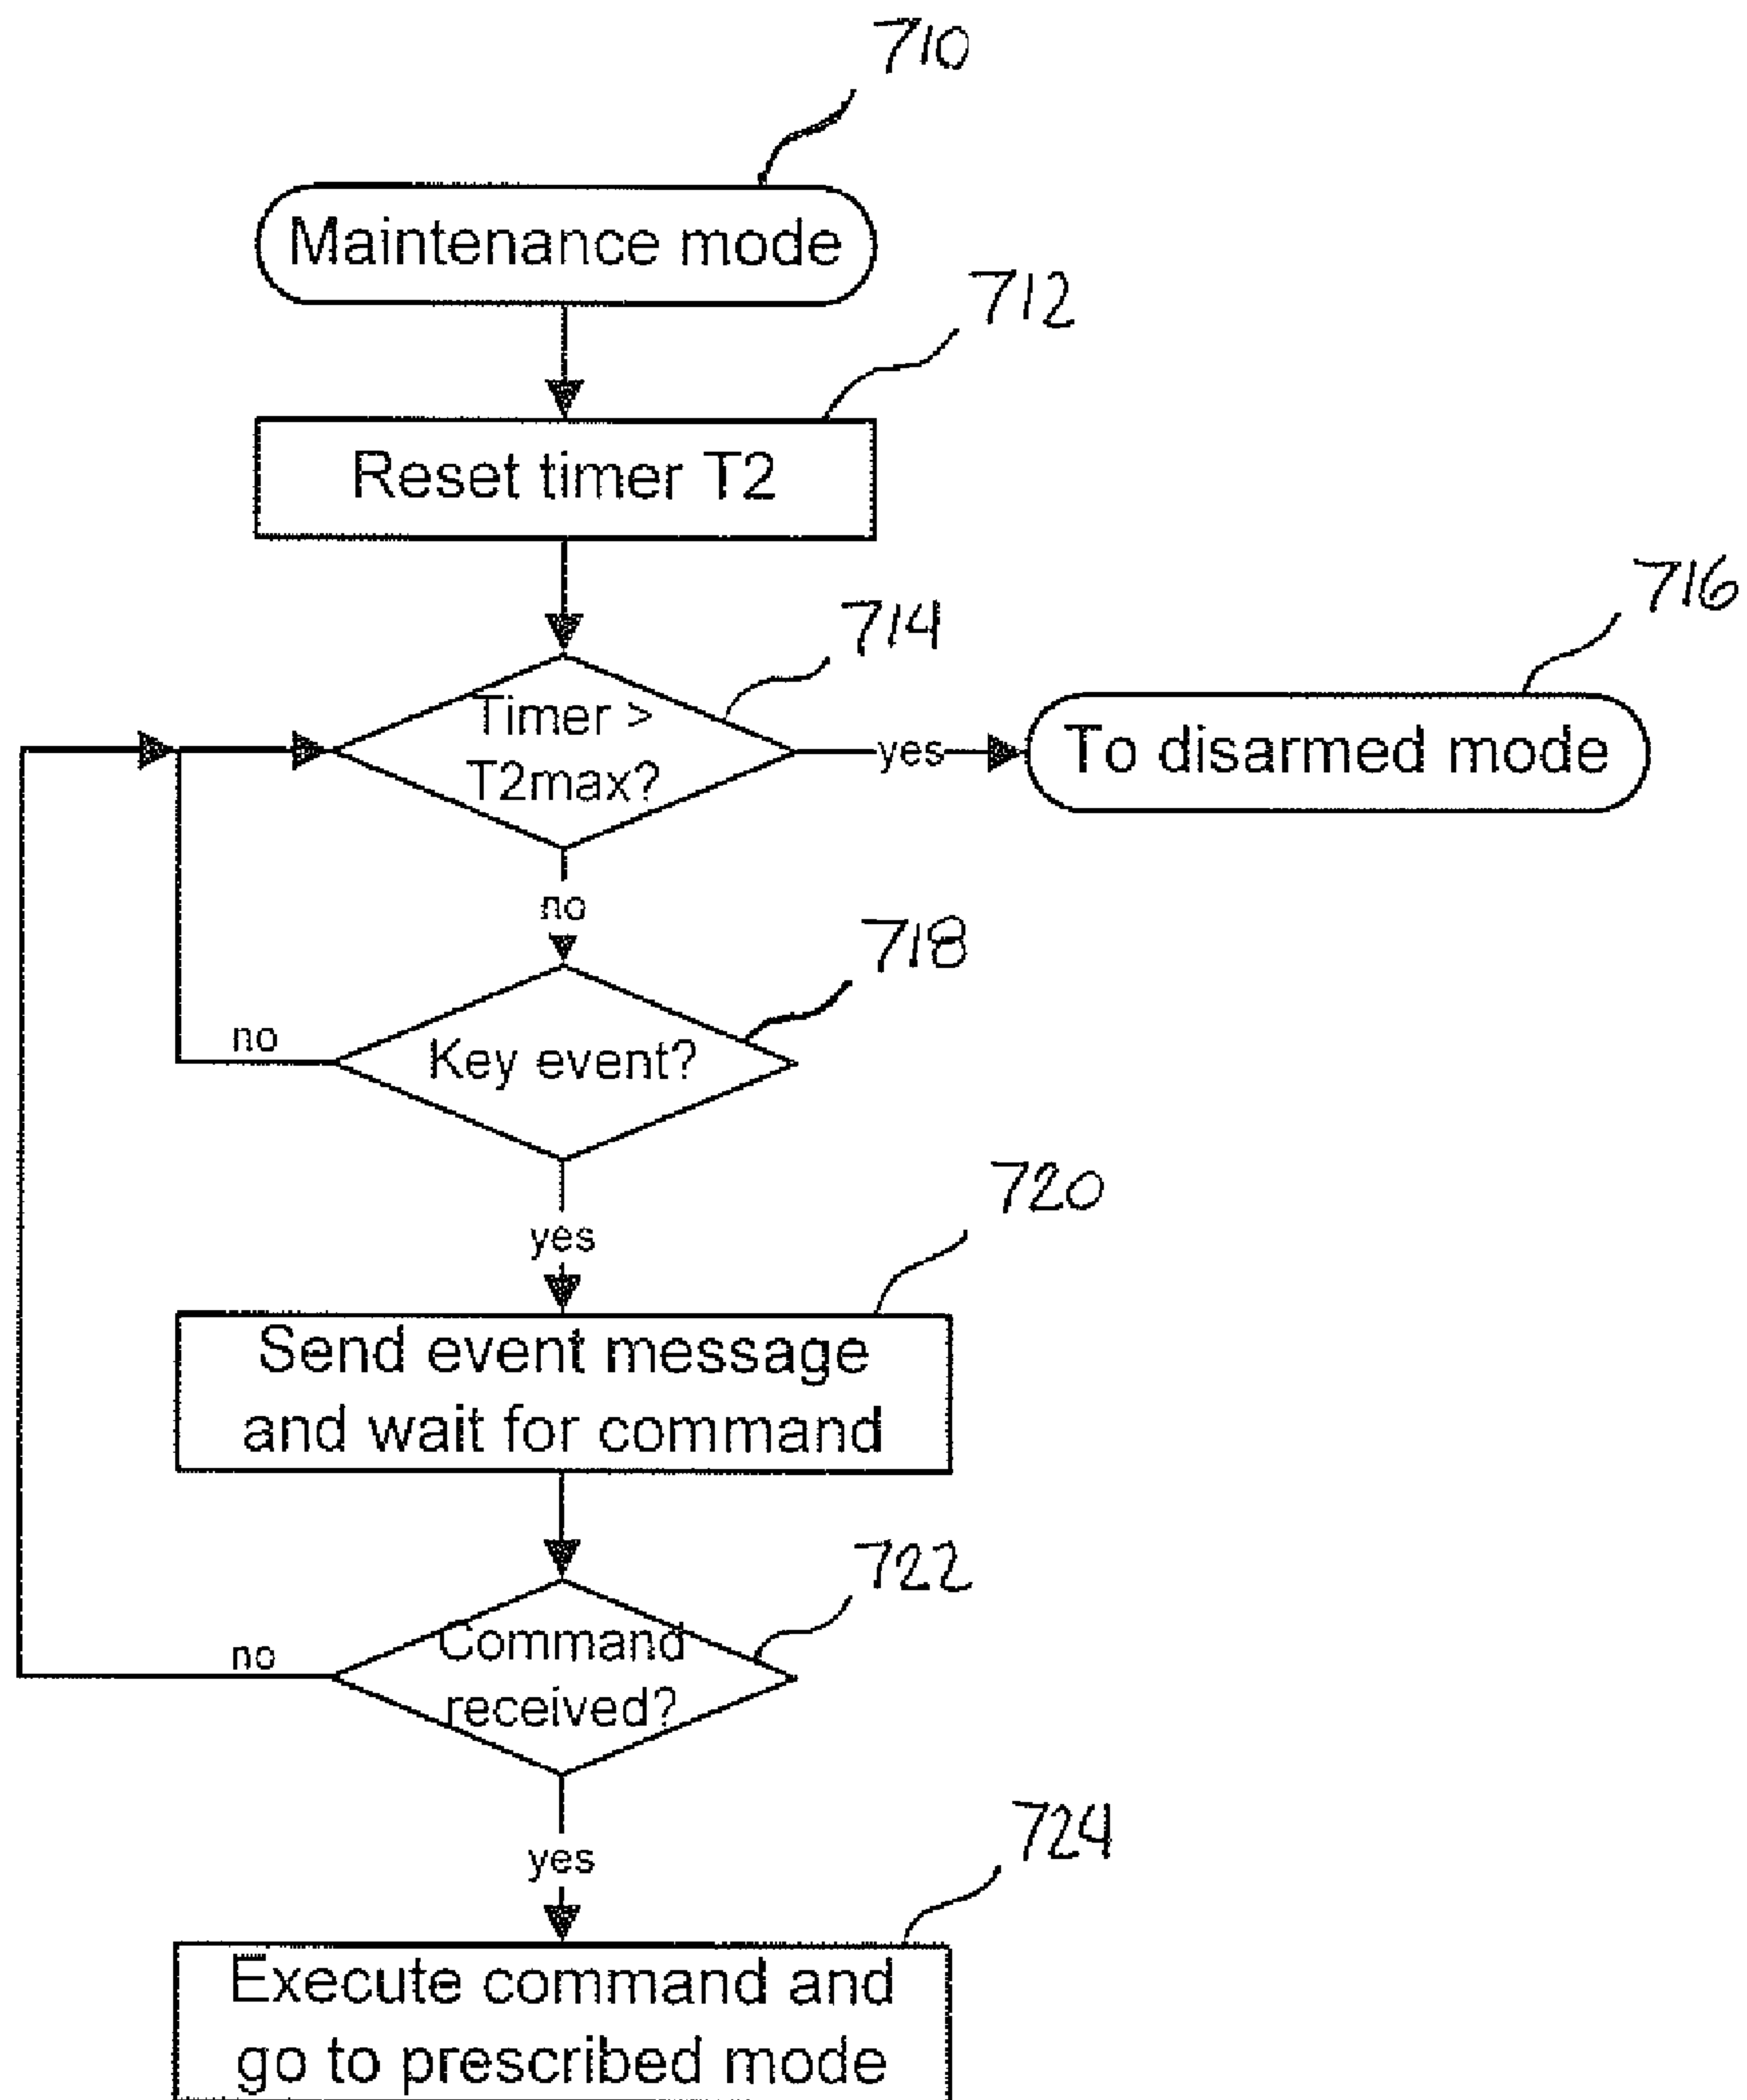 710
Maintenance mode
712
Reset timer T2
714
716
Timer >
T2max?
yes
To disarmed mode
no
718
no
Key event?
720
yes
Send event message
and wait for command
722
Command
received?
no
yes
724
Execute command and
go to prescribed mode